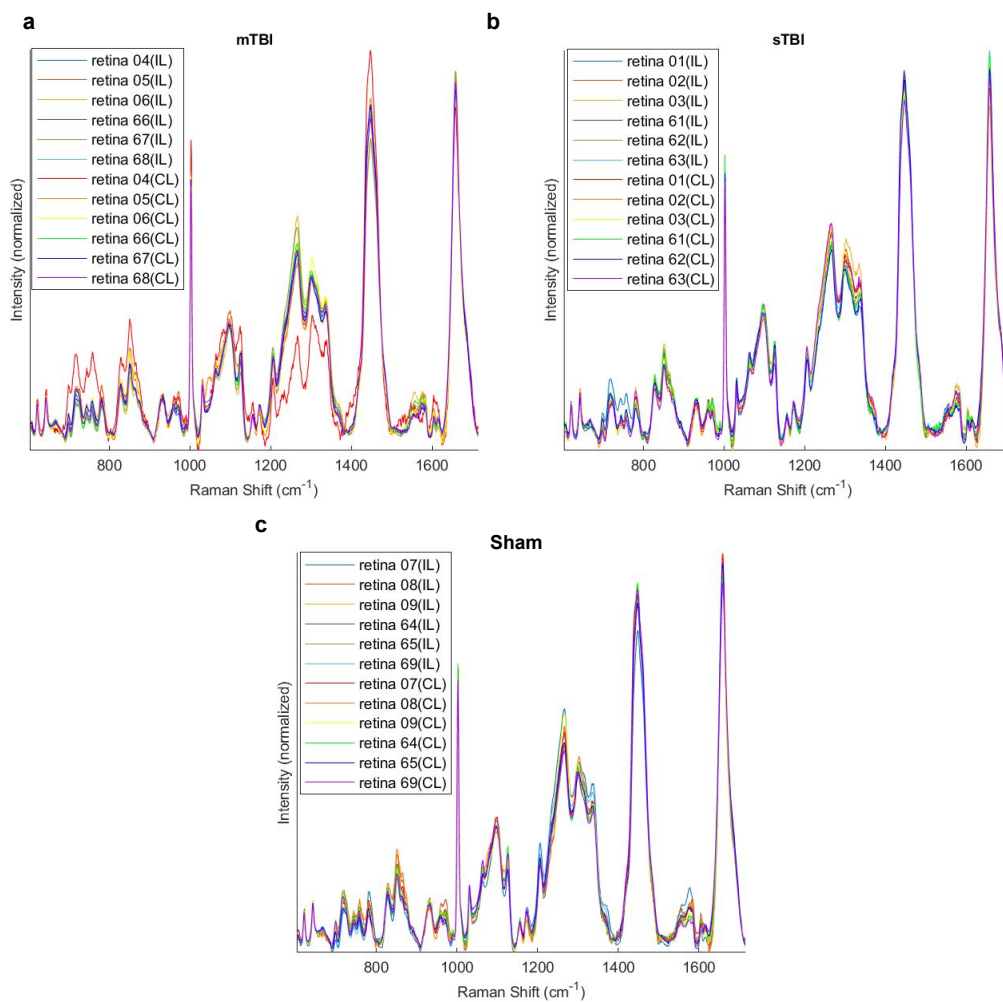 a
mTBI
retina 04(IL)
retina 05(IL)
retina 06(IL)
retina 66(IL)
retina 67(IL)
retina 68(IL)
retina 04(CL)
retina 05(CL)
retina 06(CL)
retina 66(CL)
retina 67(CL)
retina 68(CL)
Intensity (normalized)
800 1000 1200 1400 1600
Raman Shift (cm⁻¹)
b
sTBI
retina 01(IL)
retina 02(IL)
retina 03(IL)
retina 61(IL)
retina 62(IL)
retina 63(IL)
retina 01(CL)
retina 02(CL)
retina 03(CL)
retina 61(CL)
retina 62(CL)
retina 63(CL)
Intensity (normalized)
800 1000 1200 1400 1600
Raman Shift (cm⁻¹)
c
Sham
retina 07(IL)
retina 08(IL)
retina 09(IL)
retina 64(IL)
retina 65(IL)
retina 69(IL)
retina 07(CL)
retina 08(CL)
retina 09(CL)
retina 64(CL)
retina 65(CL)
retina 69(CL)
Intensity (normalized)
800 1000 1200 1400 1600
Raman Shift (cm⁻¹)